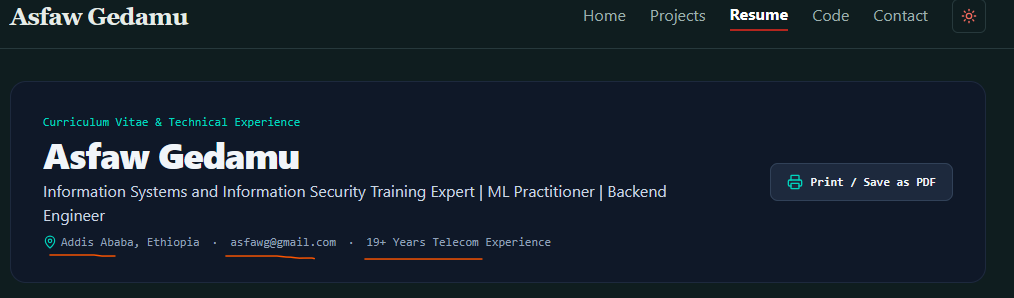 Asfaw Gedamu
Home Projects Resume Code Contact
Curriculum Vitae & Technical Experience
Asfaw Gedamu
Information Systems and Information Security Training Expert | ML Practitioner | Backend
Engineer
Print / Save as PDF
Addis Ababa, Ethiopia · asfawg@gmail.com · 19+ Years Telecom Experience